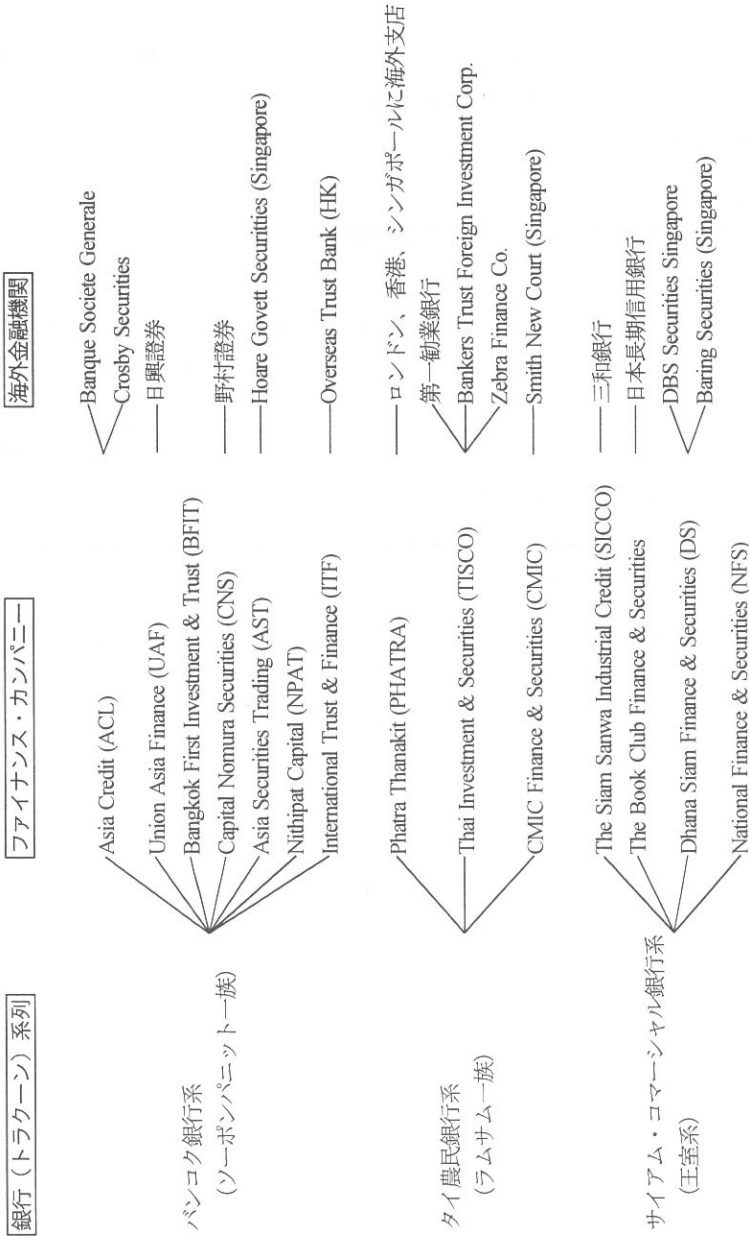 銀行（トラクーン）系列
ファイナンス・カンパニー
海外金融機関
バンコク銀行系
（ソーポンパニット一族）
Asia Credit (ACL)
Banque Societe Generale
Crosby Securities
Union Asia Finance (UAF)
日興證券
Bangkok First Investment & Trust (BFIT)
Capital Nomura Securities (CNS)
野村證券
Asia Securities Trading (AST)
Hoare Govett Securities (Singapore)
Nithipat Capital (NPAT)
International Trust & Finance (ITF)
Overseas Trust Bank (HK)
タイ農民銀行系
（ラムサム一族）
Phatra Thanakit (PHATRA)
ロンドン、香港、シンガポールに海外支店
Thai Investment & Securities (TISCO)
第一勧業銀行
Bankers Trust Foreign Investment Corp.
Zebra Finance Co.
CMIC Finance & Securities (CMIC)
Smith New Court (Singapore)
サイアム・コマーシャル銀行系
（王室系）
The Siam Sanwa Industrial Credit (SICCO)
三和銀行
The Book Club Finance & Securities
日本長期信用銀行
Dhana Siam Finance & Securities (DS)
DBS Securities Singapore
Baring Securities (Singapore)
National Finance & Securities (NFS)